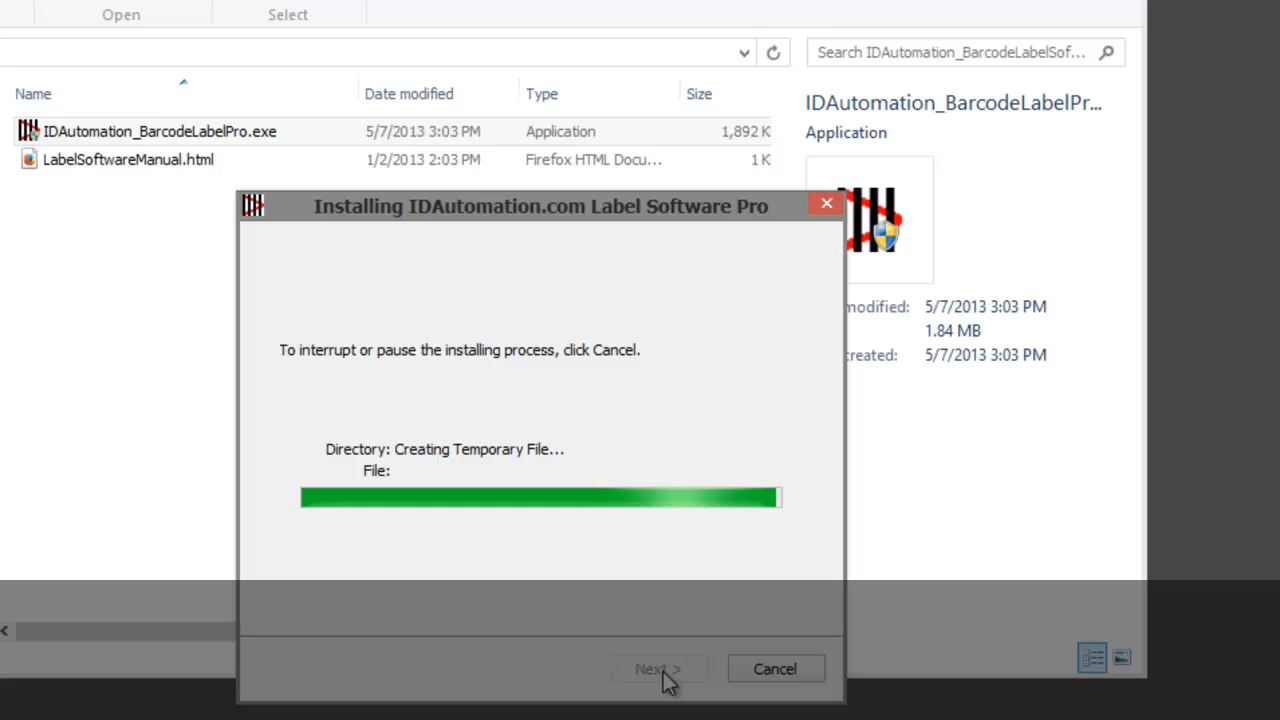 Open Select
Search IDAutomation_BarcodeLabelSof...
Name Date modified Type Size
IDAutomation_BarcodeLabelPro.exe 5/7/2013 3:03 PM Application 1,892 K
LabelSoftwareManual.html 1/2/2013 2:03 PM Firefox HTML Docu... 1 K
IDAutomation_BarcodeLabelPr...
Application
modified: 5/7/2013 3:03 PM
1.84 MB
created: 5/7/2013 3:03 PM
Installing IDAutomation.com Label Software Pro
To interrupt or pause the installing process, click Cancel.
Directory: Creating Temporary File...
File:
Next > Cancel